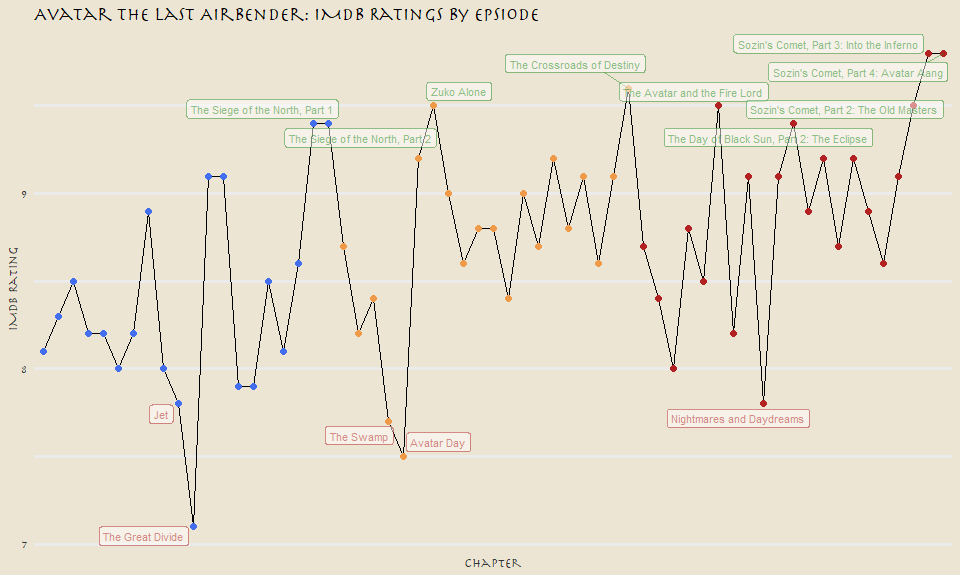 Avatar The Last Airbender: IMDB Ratings by Epsiode
Sozin's Comet, Part 3: Into the Inferno
The Crossroads of Destiny
Sozin's Comet, Part 4: Avatar Aang
Zuko Alone
The Avatar and the Fire Lord
The Siege of the North, Part 1
Sozin's Comet, Part 2: The Old Masters
The Siege of the North, Part 2
The Day of Black Sun, Part 2: The Eclipse
9
IMDB Rating
8
Jet
Nightmares and Daydreams
The Swamp
Avatar Day
The Great Divide
7
Chapter